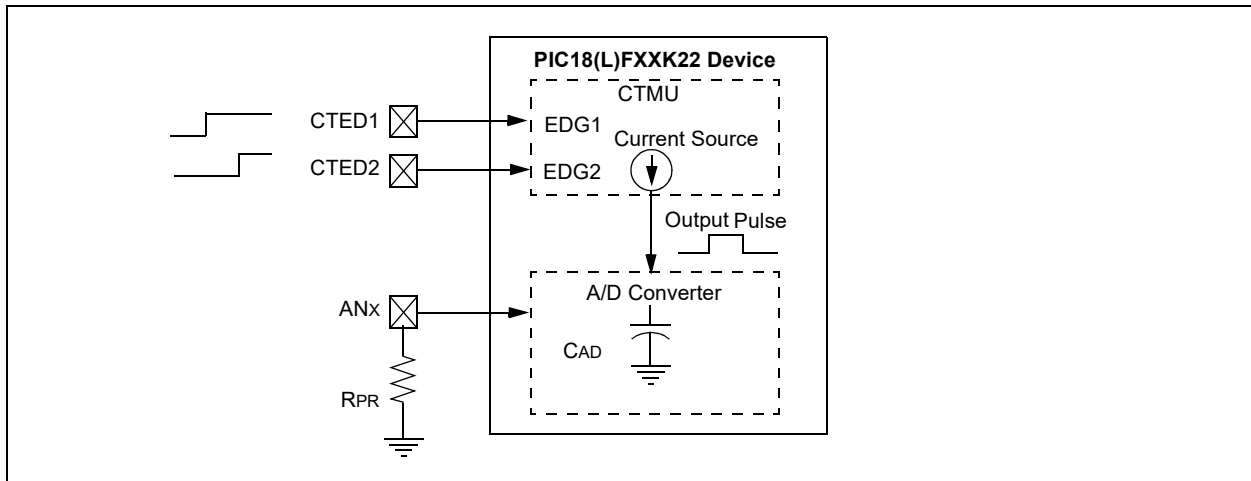 PIC18(L)FXXK22 Device
CTMU
CTED1
EDG1
Current Source
CTED2
EDG2
Output Pulse
A/D Converter
ANX
CAD
RPR